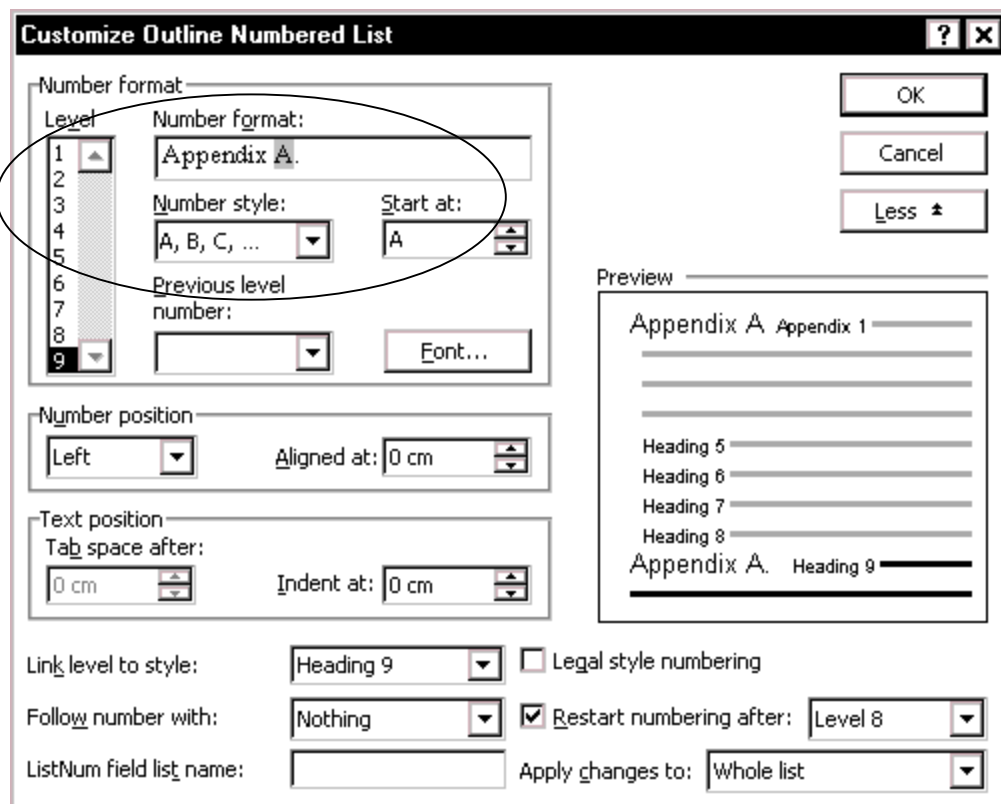 Customize Outline Numbered List ? X
Number format
Level Number format:
1 Appendix A.
2
3 Number style: Start at:
4 A, B, C, ... A
5
6 Previous level
7 number:
8
9 Font...
OK
Cancel
Less
Preview
Appendix A Appendix 1
Heading 5
Heading 6
Heading 7
Heading 8
Appendix A. Heading 9
Number position
Left Aligned at: 0 cm
Text position
Tab space after:
0 cm Indent at: 0 cm
Link level to style: Heading 9 Legal style numbering
Follow number with: Nothing Restart numbering after: Level 8
ListNum field list name: Apply changes to: Whole list